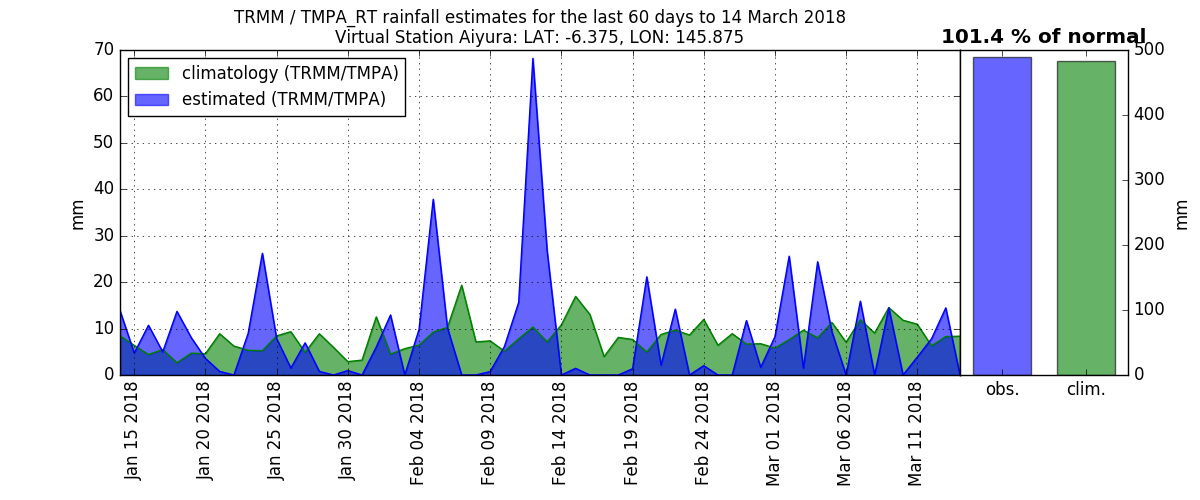 TRMM / TMPA_RT rainfall estimates for the last 60 days to 14 March 2018
Virtual Station Aiyura: LAT: -6.375, LON: 145.875
101.4 % of normal
climatology (TRMM/TMPA)
estimated (TRMM/TMPA)
70
60
50
40
30
20
10
0
mm
Jan 15 2018
Jan 20 2018
Jan 25 2018
Jan 30 2018
Feb 04 2018
Feb 09 2018
Feb 14 2018
Feb 19 2018
Feb 24 2018
Mar 01 2018
Mar 06 2018
Mar 11 2018
500
400
300
200
100
0
mm
obs.
clim.